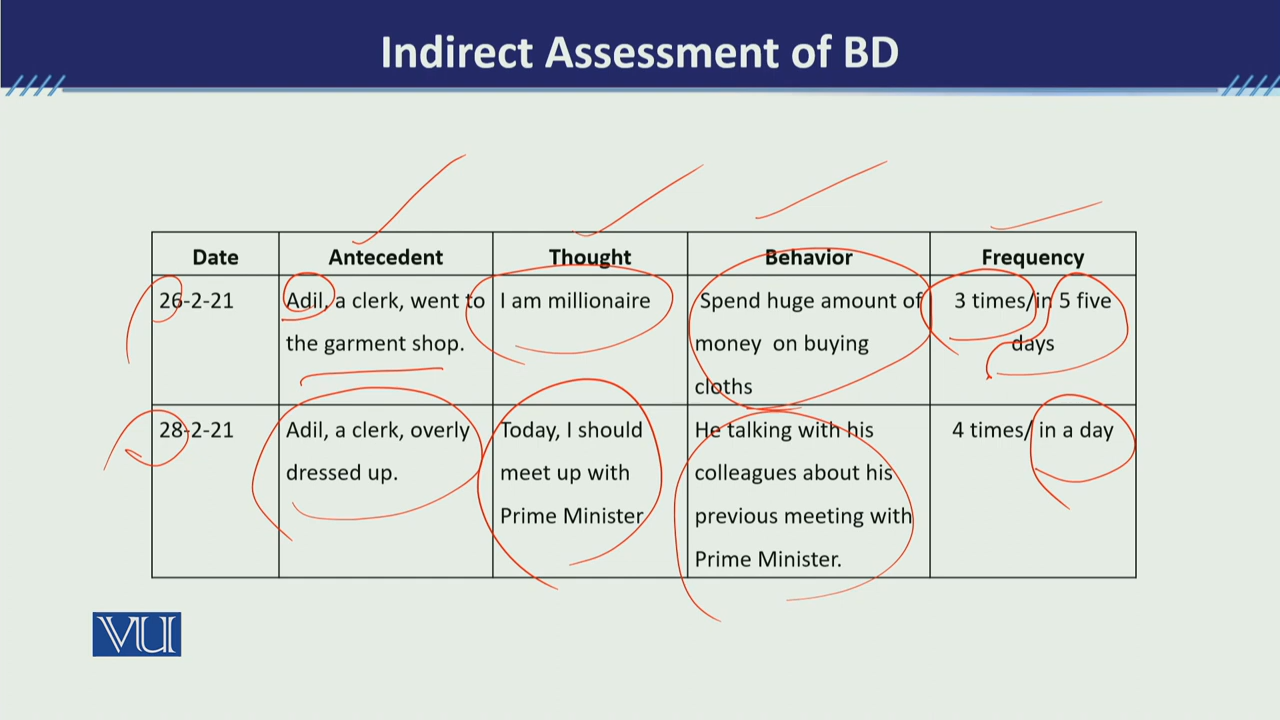 Indirect Assessment of BD
Date Antecedent Thought Behavior Frequency
26-2-21
Adil, a clerk, went to
the garment shop.
I am millionaire
Spend huge amount of
money on buying
cloths
3 times/in 5 five
days
28-2-21
Adil, a clerk, overly
dressed up.
Today, I should
meet up with
Prime Minister
He talking with his
colleagues about his
previous meeting with
Prime Minister.
4 times/ in a day
VU